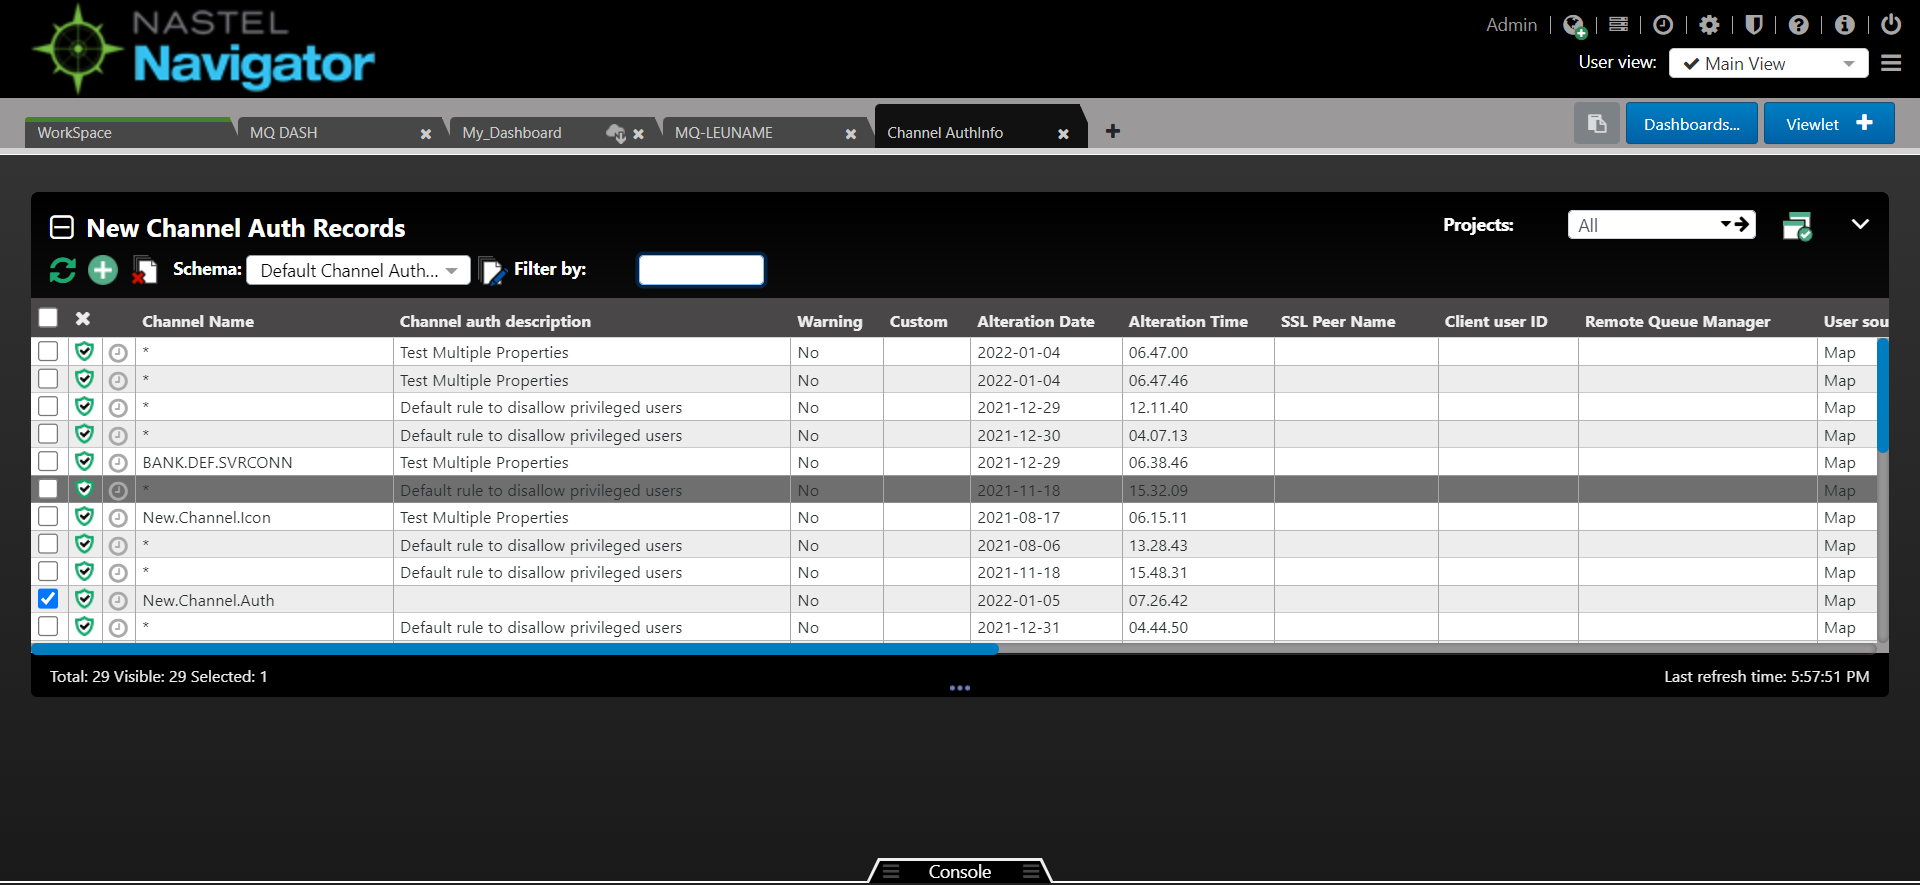 NASTEL
Navigator
Admin
User view: Main View
WorkSpace MQ DASH My_Dashboard MQ-LEUNAME Channel AuthInfo Dashboards... Viewlet
New Channel Auth Records Projects: All
Schema: Default Channel Auth... Filter by:
Channel Name Channel auth description Warning Custom Alteration Date Alteration Time SSL Peer Name Client user ID Remote Queue Manager User sou
* Test Multiple Properties No 2022-01-04 06.47.00 Map
* Test Multiple Properties No 2022-01-04 06.47.46 Map
* Default rule to disallow privileged users No 2021-12-29 12.11.40 Map
* Default rule to disallow privileged users No 2021-12-30 04.07.13 Map
BANK.DEF.SVRCONN Test Multiple Properties No 2021-12-29 06.38.46 Map
* Default rule to disallow privileged users No 2021-11-18 15.32.09 Map
New.Channel.Icon Test Multiple Properties No 2021-08-17 06.15.11 Map
* Default rule to disallow privileged users No 2021-08-06 13.28.43 Map
* Default rule to disallow privileged users No 2021-11-18 15.48.31 Map
New.Channel.Auth No 2022-01-05 07.26.42 Map
* Default rule to disallow privileged users No 2021-12-31 04.44.50 Map
Total: 29 Visible: 29 Selected: 1 Last refresh time: 5:57:51 PM
Console